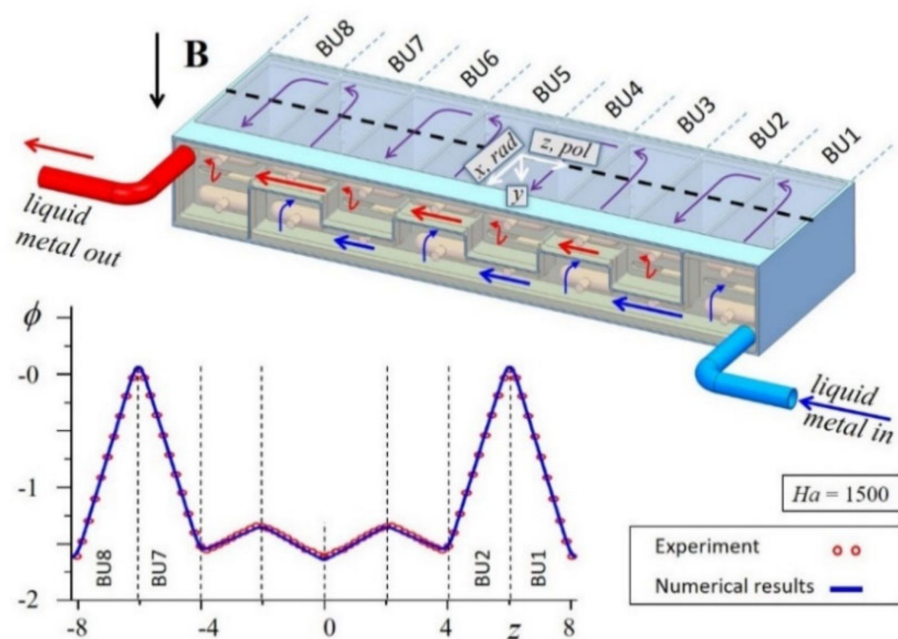 B
BU8
BU7
BU6
BU5
BU4
BU3
BU2
BU1
x, rad
z, pol
y
liquid
metal out
liquid
metal in
ϕ
-0
-1
-2
BU8
BU7
BU2
BU1
-8
-4
0
4
z
8
Ha = 1500
Experiment
Numerical results